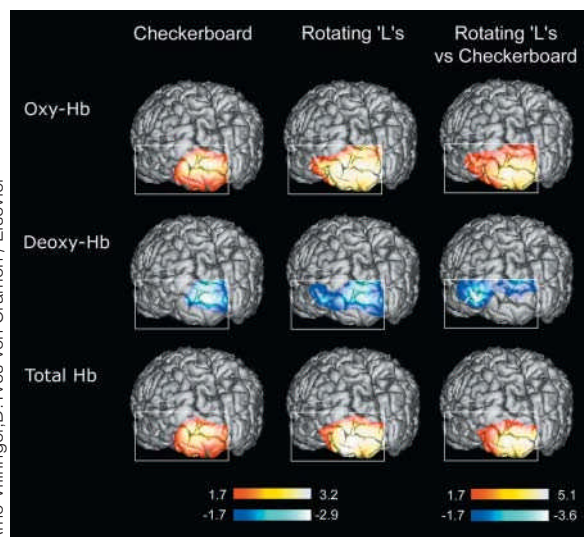 Checkerboard
Rotating 'L's
Rotating 'L's
vs Checkerboard
Oxy-Hb
Deoxy-Hb
Total Hb
1.7 3.2
-1.7 -2.9
1.7 5.1
-1.7 -3.6